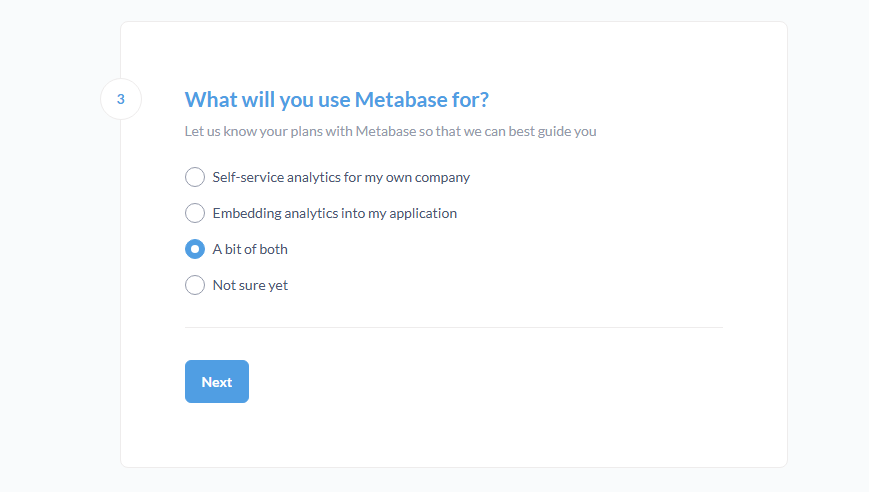 3
What will you use Metabase for?
Let us know your plans with Metabase so that we can best guide you
Self-service analytics for my own company
Embedding analytics into my application
A bit of both
Not sure yet
Next